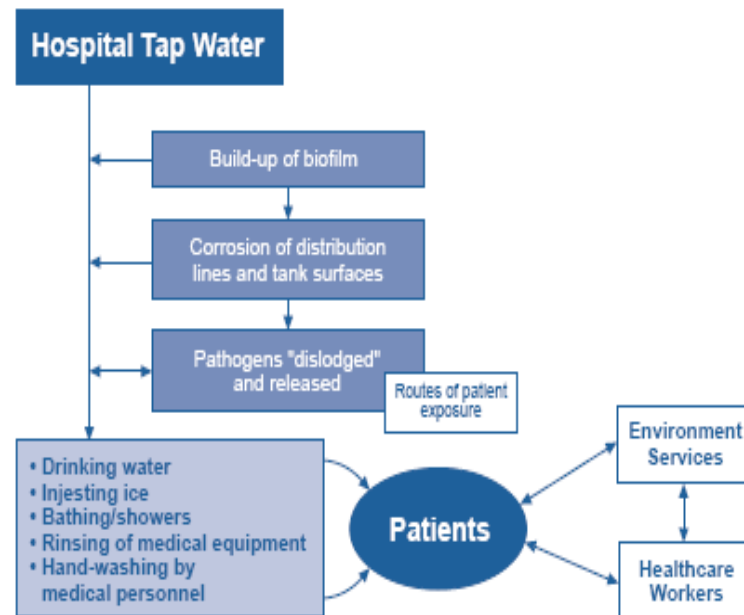 Hospital Tap Water
Build-up of biofilm
Corrosion of distribution
lines and tank surfaces
Pathogens "dislodged"
and released
Routes of patient
exposure
• Drinking water
• Injesting ice
• Bathing/showers
• Rinsing of medical equipment
• Hand-washing by
medical personnel
Patients
Environment
Services
Healthcare
Workers